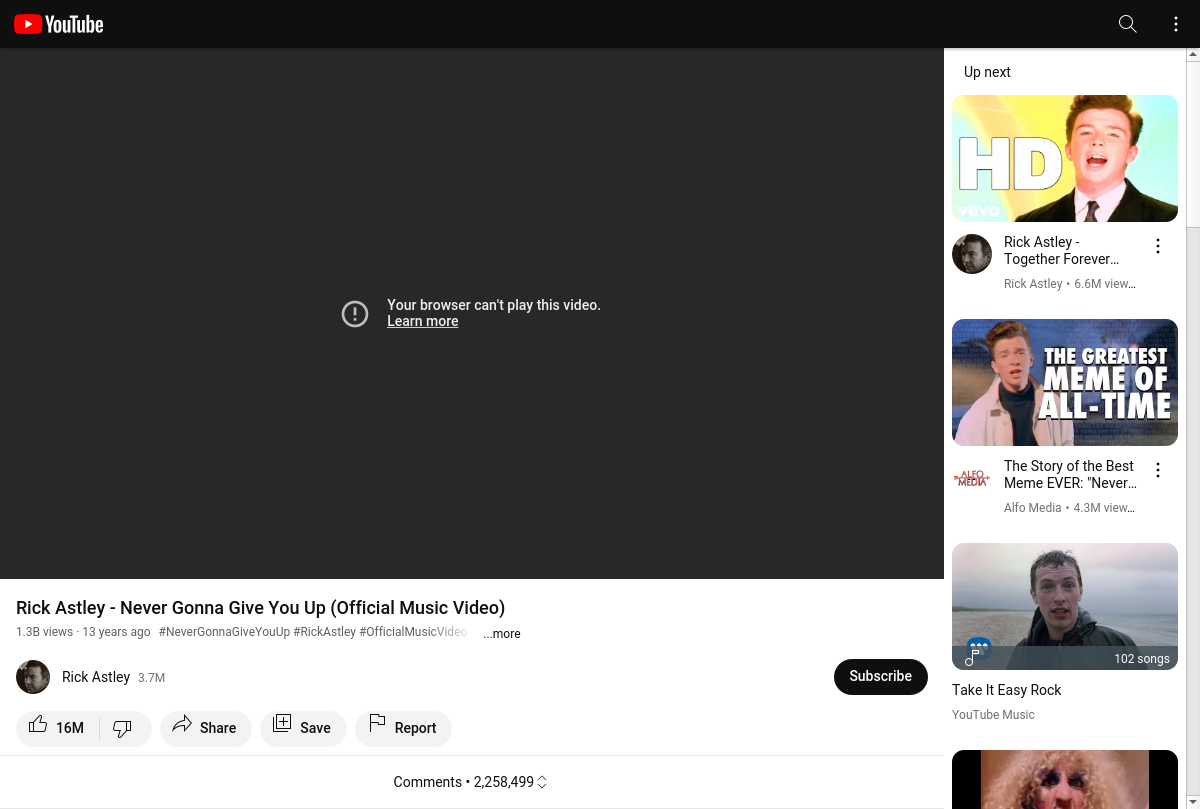 YouTube
Your browser can't play this video.
Learn more
Rick Astley - Never Gonna Give You Up (Official Music Video)
1.3B views · 13 years ago #NeverGonnaGiveYouUp #RickAstley #OfficialMusicVideo ...more
Rick Astley 3.7M
Subscribe
16M
Share
Save
Report
Comments • 2,258,499
Up next
HD
vevo
Rick Astley -
Together Forever…
Rick Astley • 6.6M view…
THE GREATEST
MEME OF
ALL-TIME
ALFO
MEDIA
The Story of the Best
Meme EVER: "Never…
Alfo Media • 4.3M view…
102 songs
Take It Easy Rock
YouTube Music